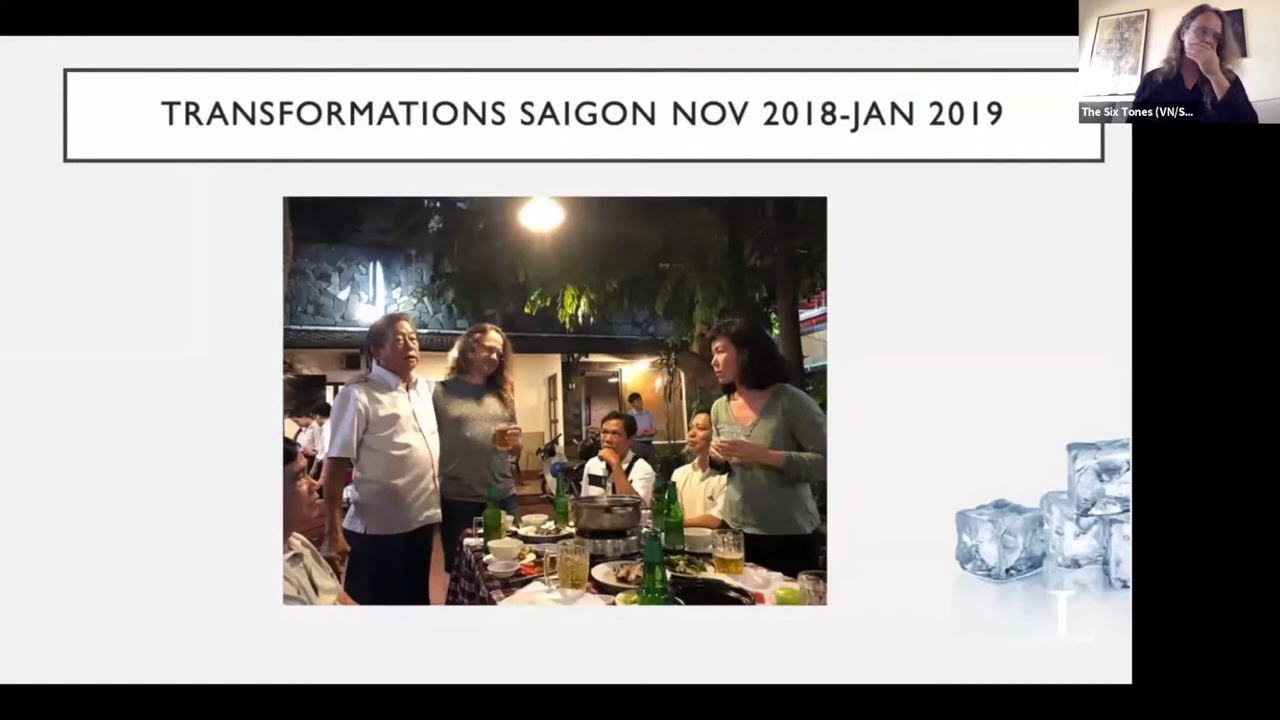 TRANSFORMATIONS SAIGON NOV 2018-JAN 2019
The Six Tones (VN/S...
L